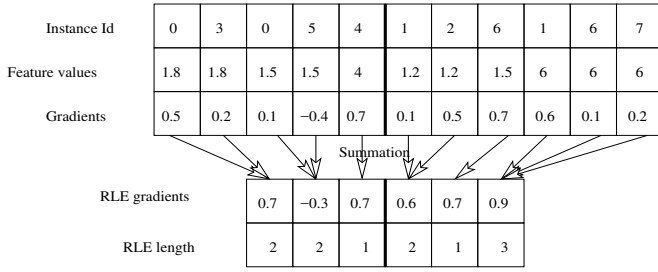 Instance Id 0 3 0 5 4 1 2 6 1 6 7
Feature values 1.8 1.8 1.5 1.5 4 1.2 1.2 1.5 6 6 6
Gradients 0.5 0.2 0.1 −0.4 0.7 0.1 0.5 0.7 0.6 0.1 0.2
Summation
RLE gradients 0.7 −0.3 0.7 0.6 0.7 0.9
RLE length 2 2 1 2 1 3